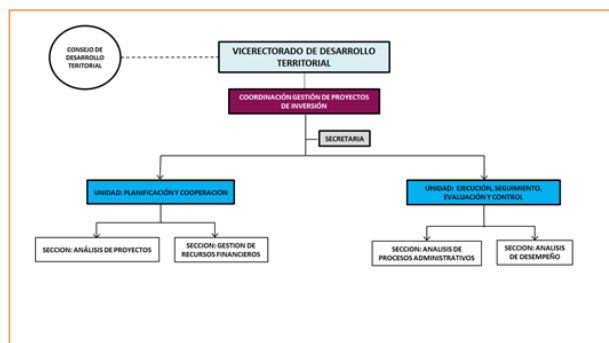 CONSEJO DE
DESARROLLO
TERITORIAL
VICERECTORADO DE DESARROLLO
TERRITORIAL
COORDINACIÓN GESTIÓN DE PROYECTOS
DE INVERSIÓN
SECRETARIA
UNIDAD: PLANIFICACIÓN Y COOPERACIÓN
UNIDAD: EJECUCIÓN, SEGUIMIENTO,
EVALUACIÓN Y CONTROL
SECCION: ANÁLISIS DE PROYECTOS
SECCION: GESTION DE
RECURSOS FINANCIEROS
SECCION: ANALISIS DE
PROCESOS ADMINISTRATIVOS
SECCION: ANALISIS
DE DESEMPEÑO